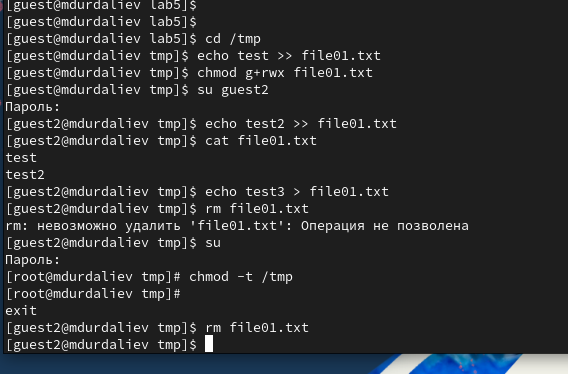 [guest@mdurdaliev lab5]$
[guest@mdurdaliev lab5]$
[guest@mdurdaliev lab5]$ cd /tmp
[guest@mdurdaliev tmp]$ echo test >> file01.txt
[guest@mdurdaliev tmp]$ chmod g+rwx file01.txt
[guest@mdurdaliev tmp]$ su guest2
Пароль:
[guest2@mdurdaliev tmp]$ echo test2 >> file01.txt
[guest2@mdurdaliev tmp]$ cat file01.txt
test
test2
[guest2@mdurdaliev tmp]$ echo test3 > file01.txt
[guest2@mdurdaliev tmp]$ rm file01.txt
rm: невозможно удалить 'file01.txt': Операция не позволена
[guest2@mdurdaliev tmp]$ su
Пароль:
[root@mdurdaliev tmp]# chmod -t /tmp
[root@mdurdaliev tmp]#
exit
[guest2@mdurdaliev tmp]$ rm file01.txt
[guest2@mdurdaliev tmp]$